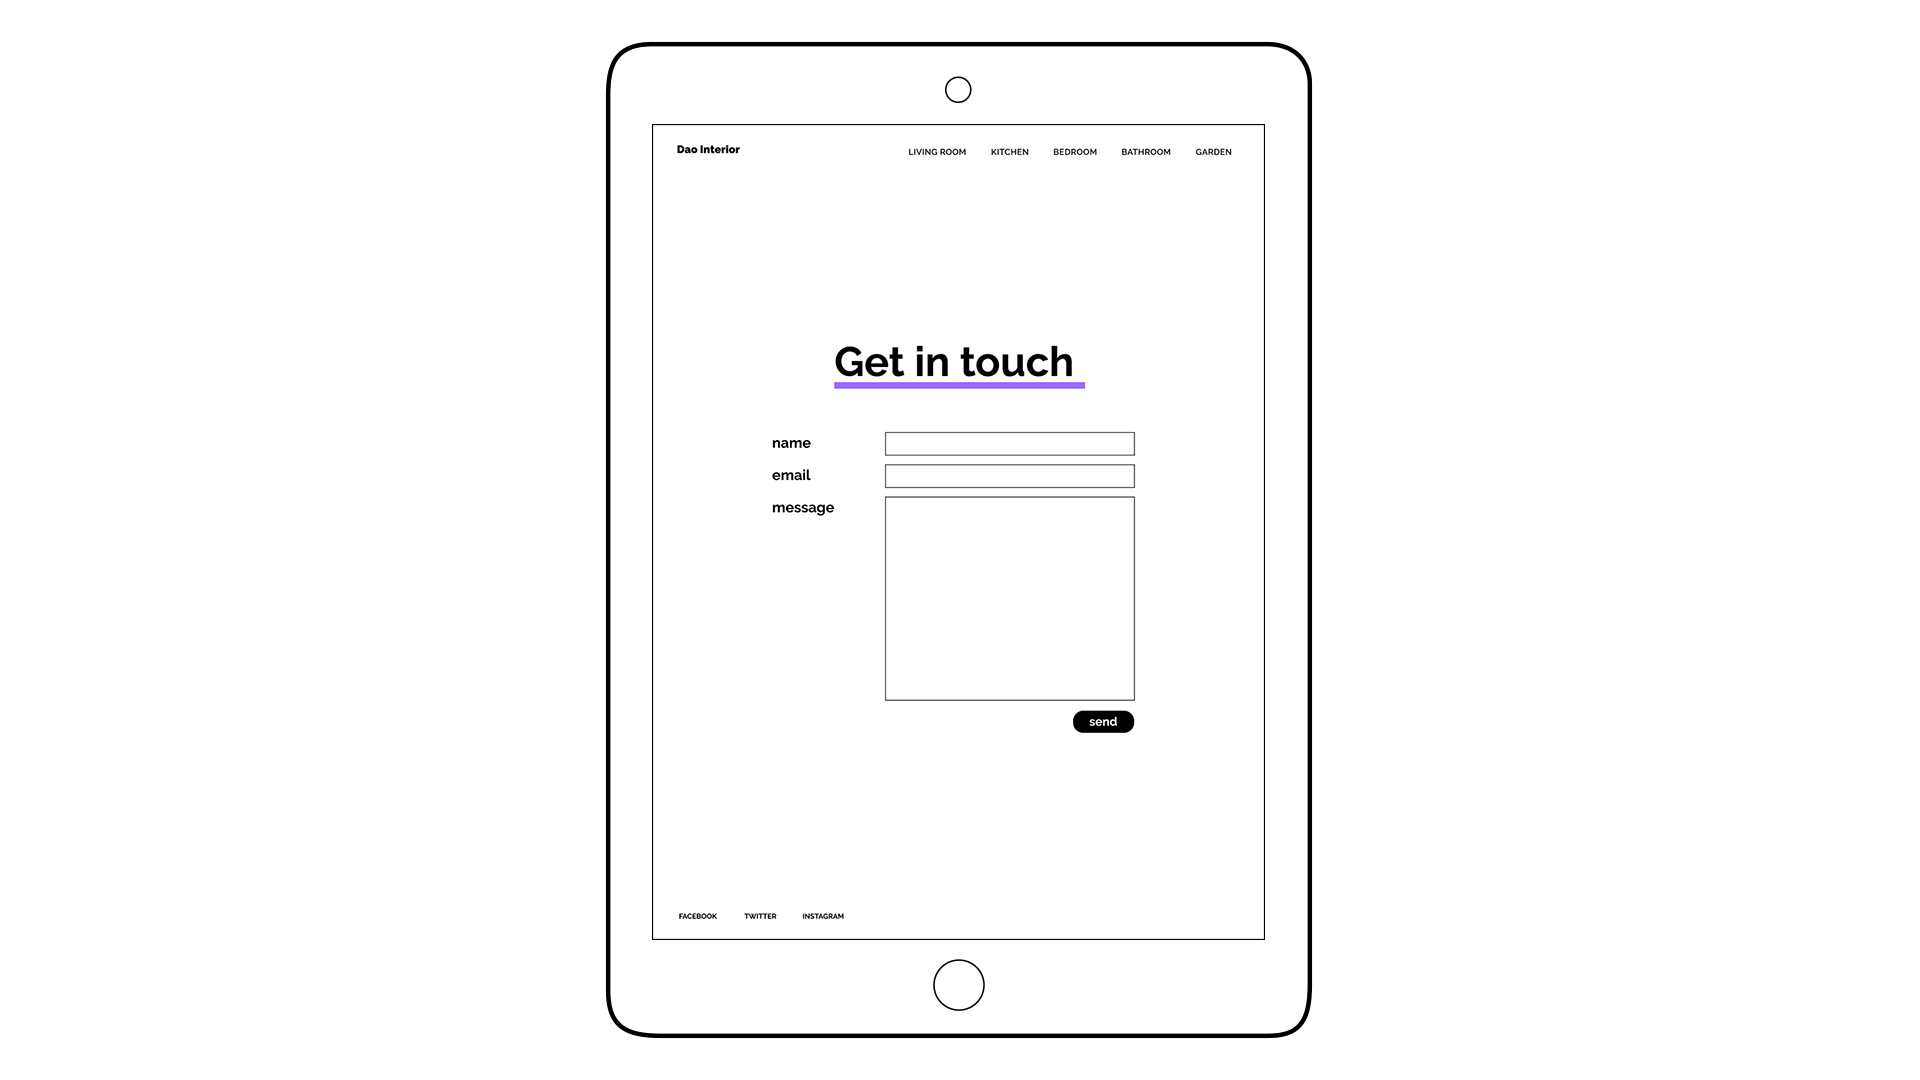 Dao Interior
LIVING ROOM KITCHEN BEDROOM BATHROOM GARDEN
Get in touch
name
email
message
send
FACEBOOK TWITTER INSTAGRAM